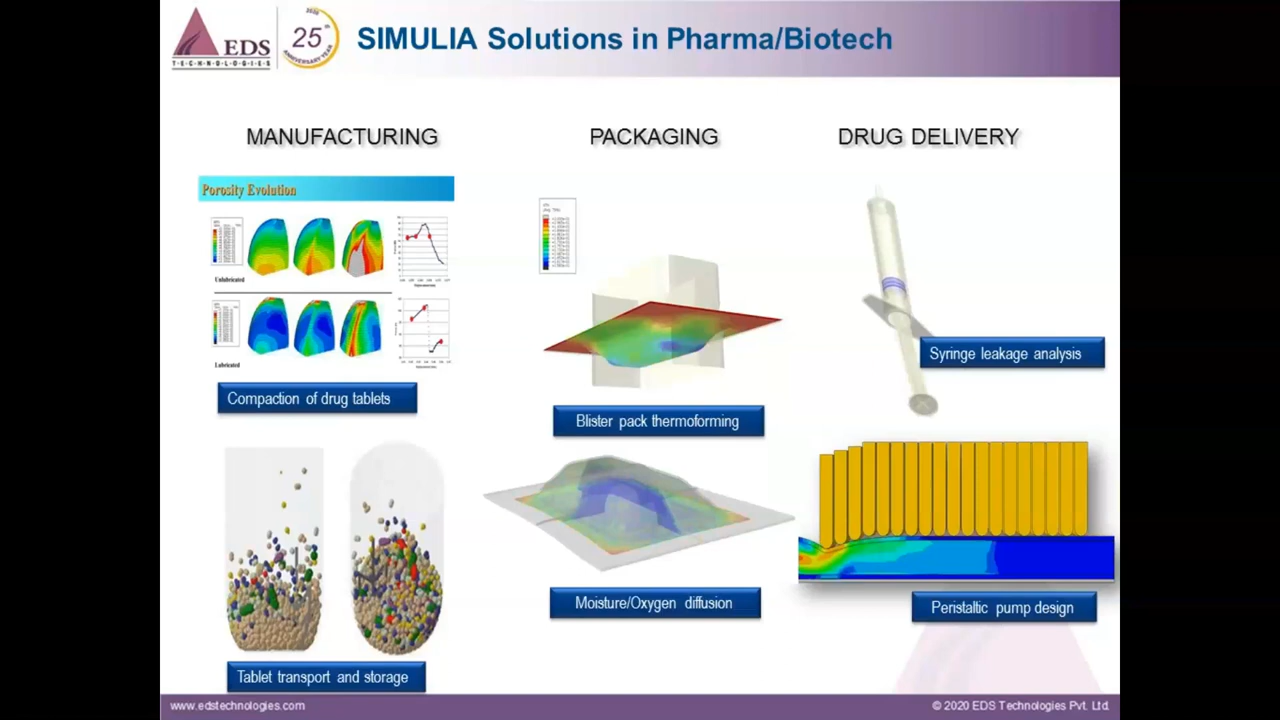 EDS
T·E·C·H·N·O·L·O·G·I·E·S
25
ANNIVERSARY YEAR
SIMULIA Solutions in Pharma/Biotech
MANUFACTURING
PACKAGING
DRUG DELIVERY
Porosity Evolution
Unlubricated
Lubricated
Compaction of drug tablets
Blister pack thermoforming
Syringe leakage analysis
Tablet transport and storage
Moisture/Oxygen diffusion
Peristaltic pump design
www.edstechnologies.com
© 2020 EDS Technologies Pvt. Ltd.